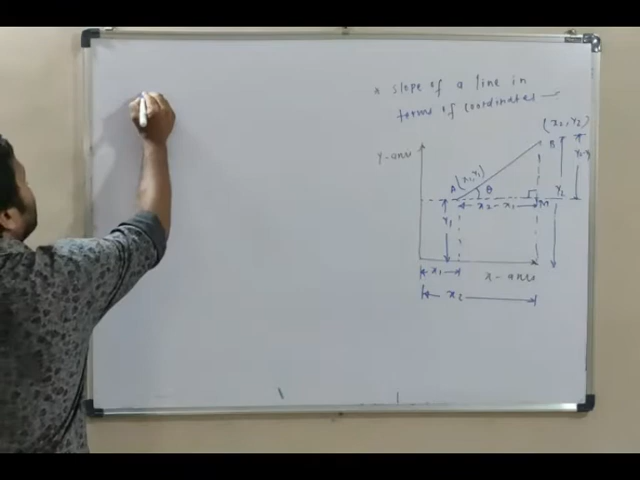 * slope of a line in
terms of coordinates —
(x2, Y2)
Y-axis
B
(x1, Y1)
A
θ
x2 - x1
Y2
Y1
x1
x-axis
x2